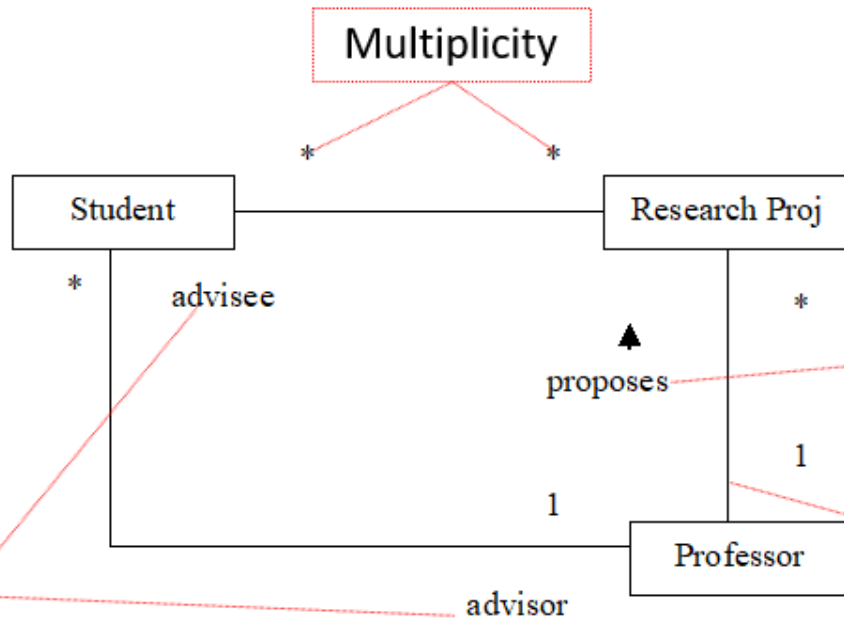 Multiplicity
* *
Student
Research Proj
*
advisee
*
proposes
1
1
Professor
advisor